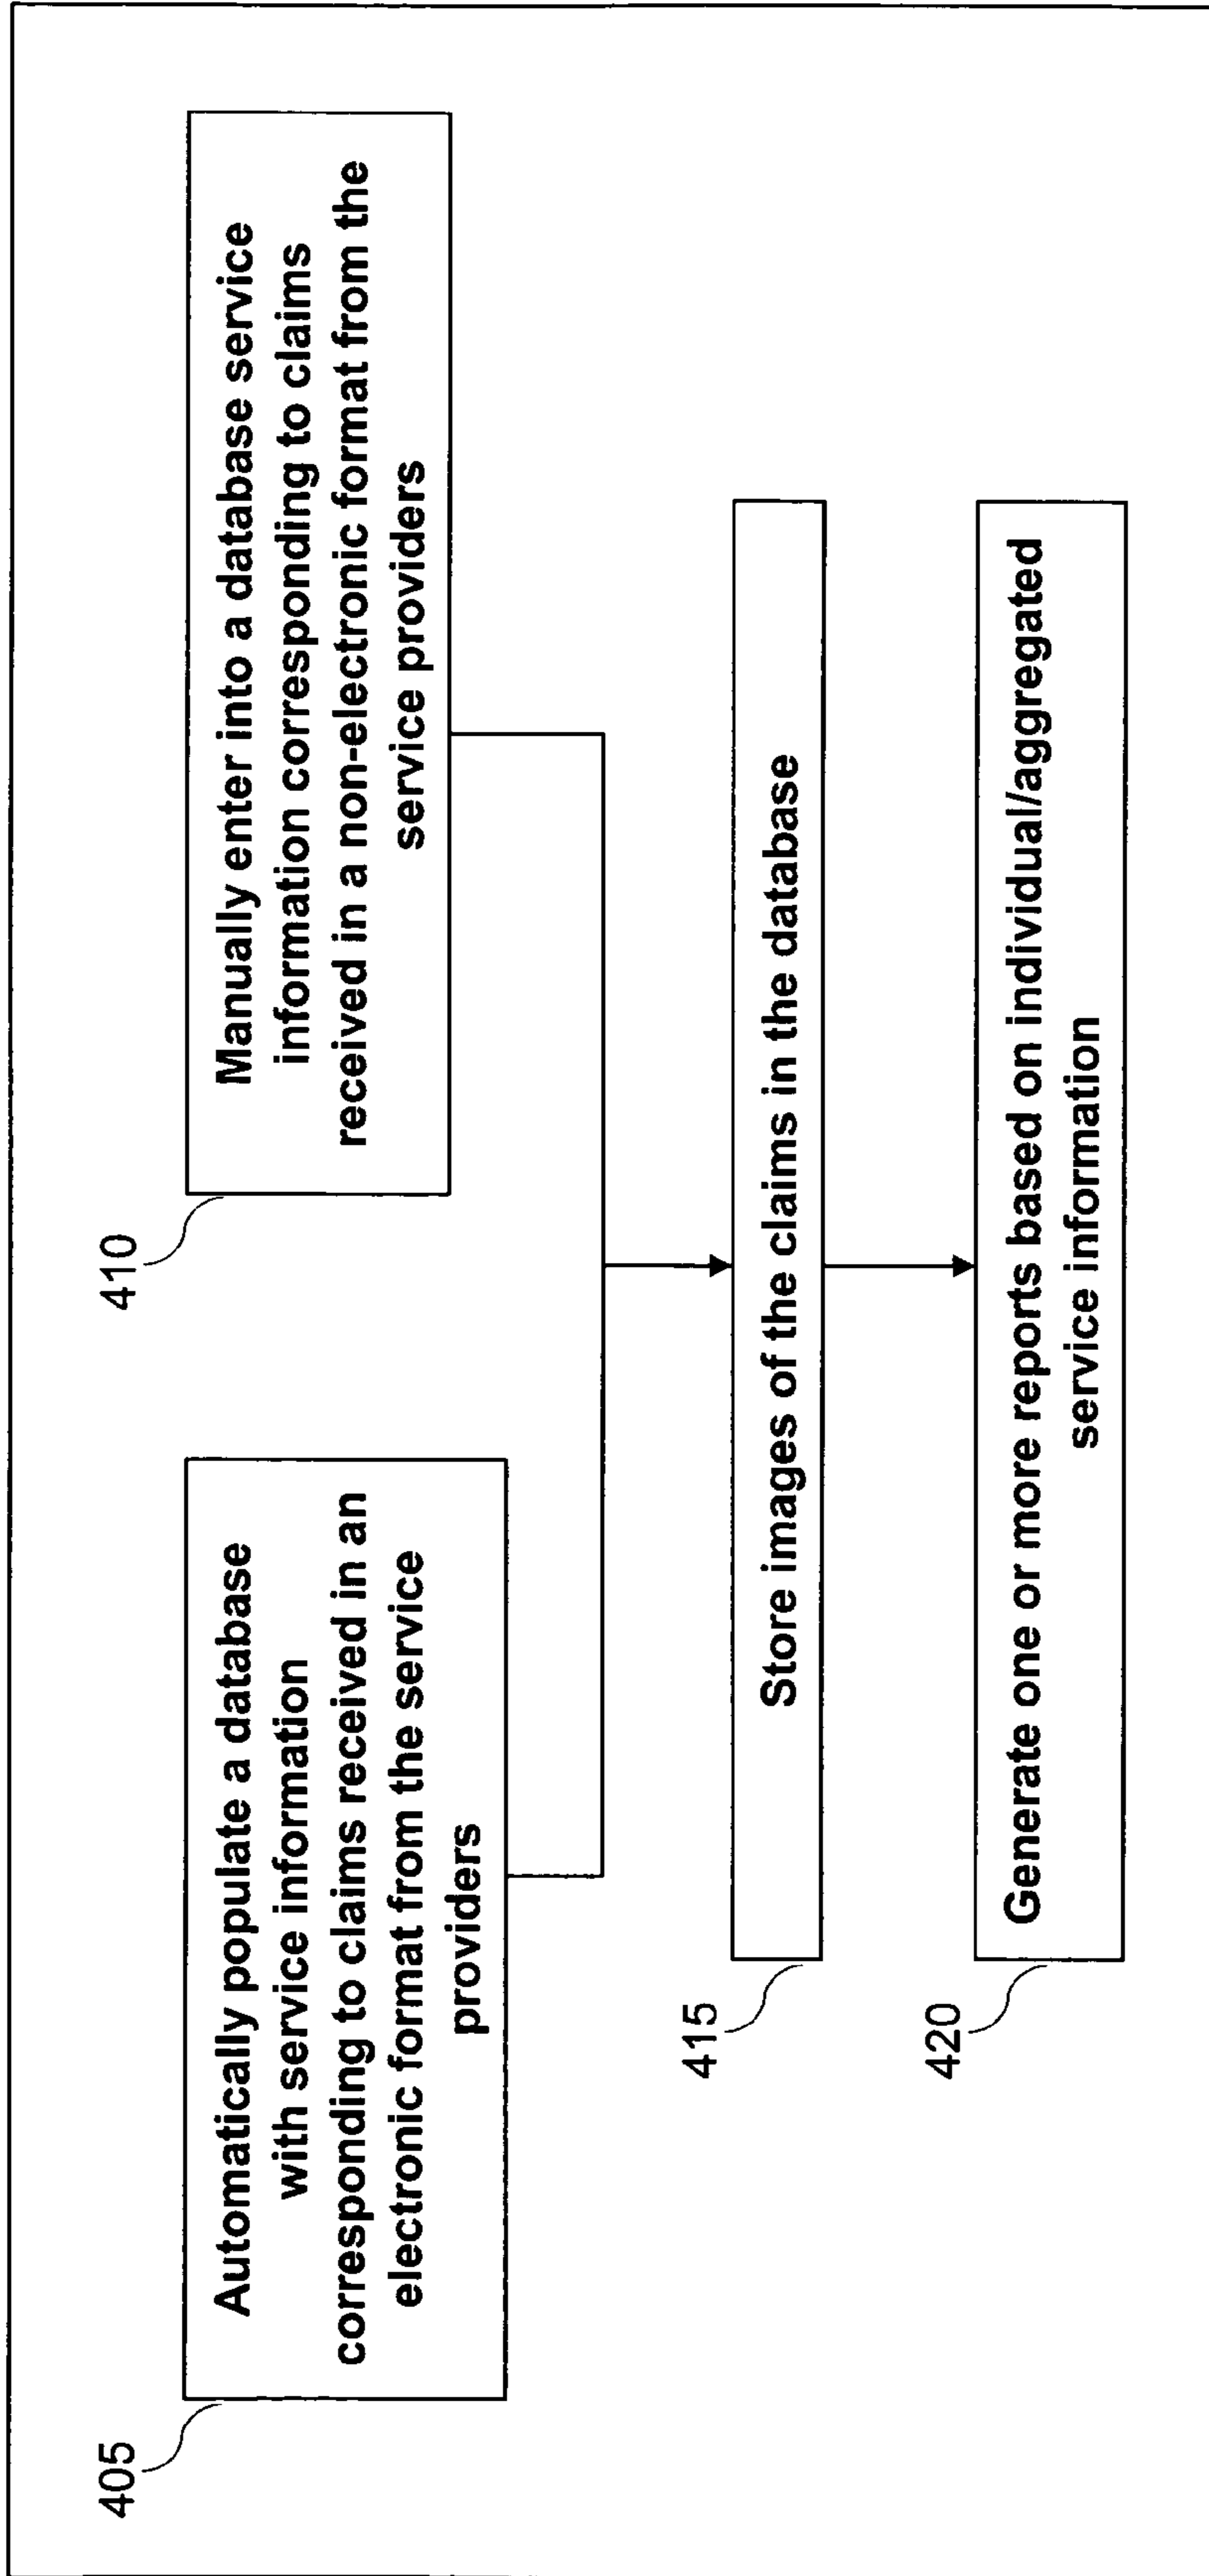 405
Automatically populate a database
with service information
corresponding to claims received in an
electronic format from the service
providers
410
Manually enter into a database service
information corresponding to claims
received in a non-electronic format from the
service providers
415
Store images of the claims in the database
420
Generate one or more reports based on individual/aggregated
service information